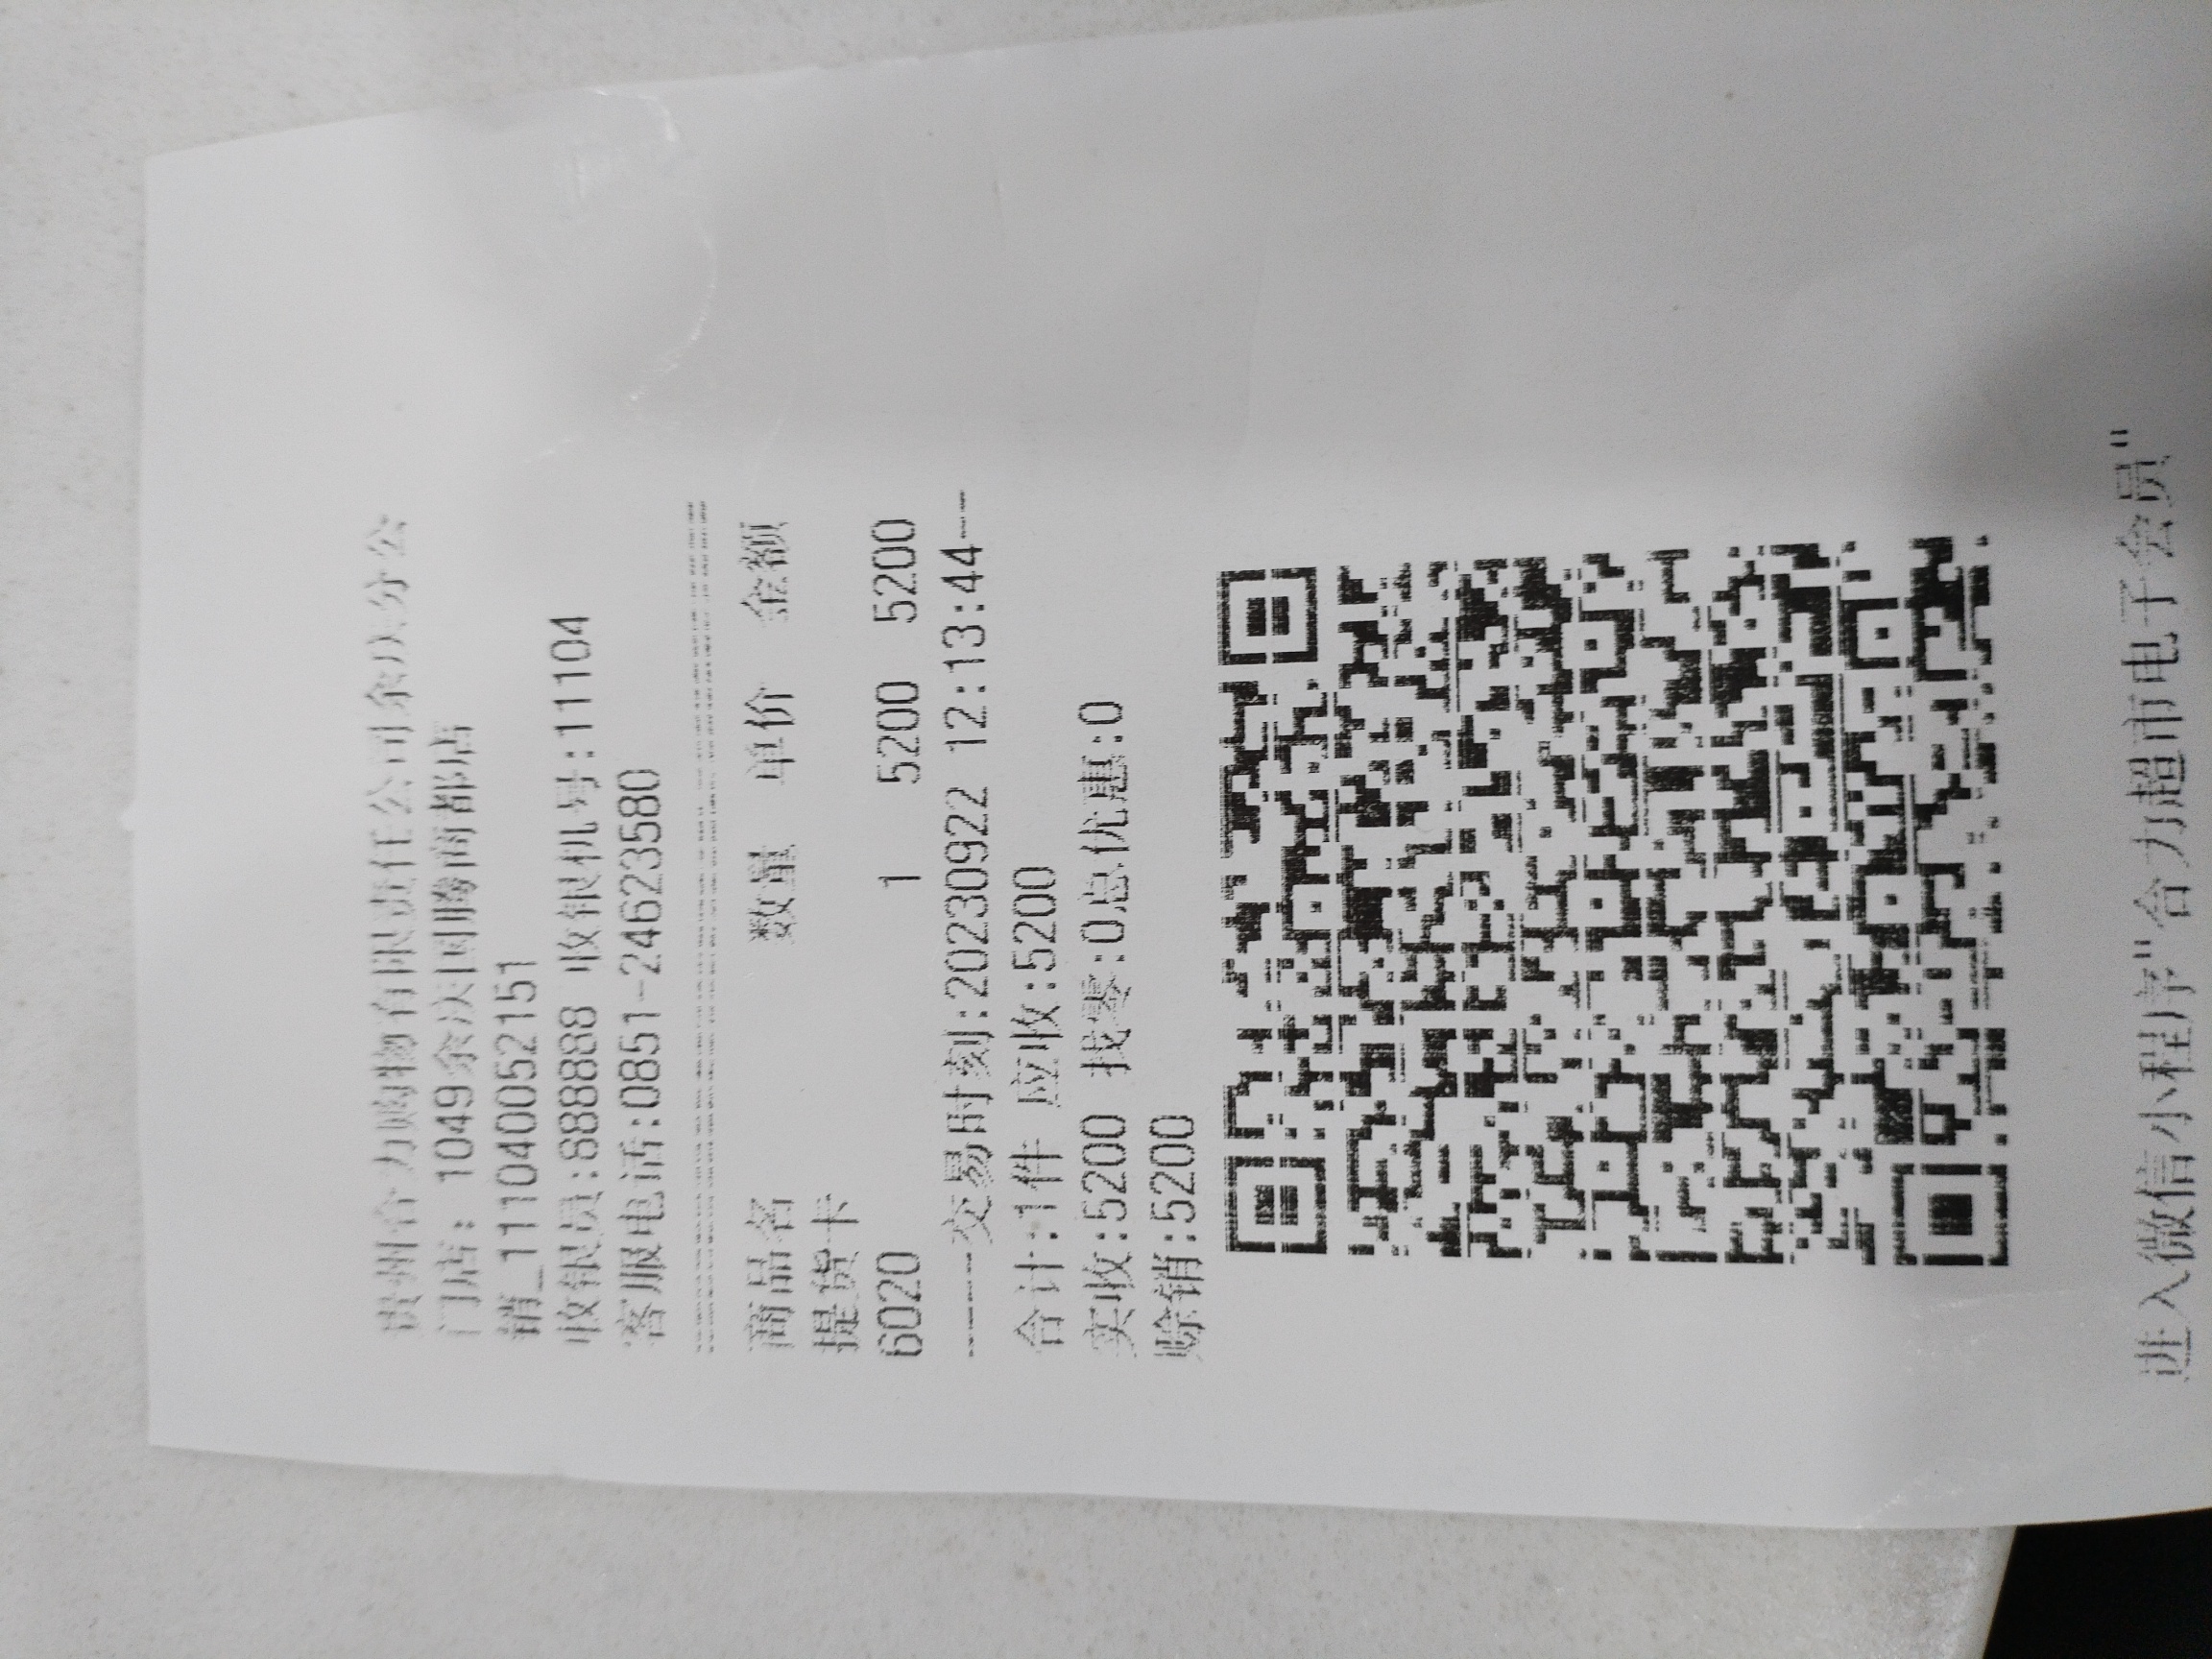 贵州合力购物有限责任公司余庆分公
门店: 1049余庆国腾商都店
销_111040052151
收银员:888888 收银机号:11104
客服电话:0851-24623580
商品名 数量 单价 金额
提货卡
6020 1 5200 5200
-----交易时刻:20230922 12:13:44---
合计:1件 应收:5200
实收:5200 找零:0总优惠:0
赊销:5200
进入微信小程序"合力超市电子会员"